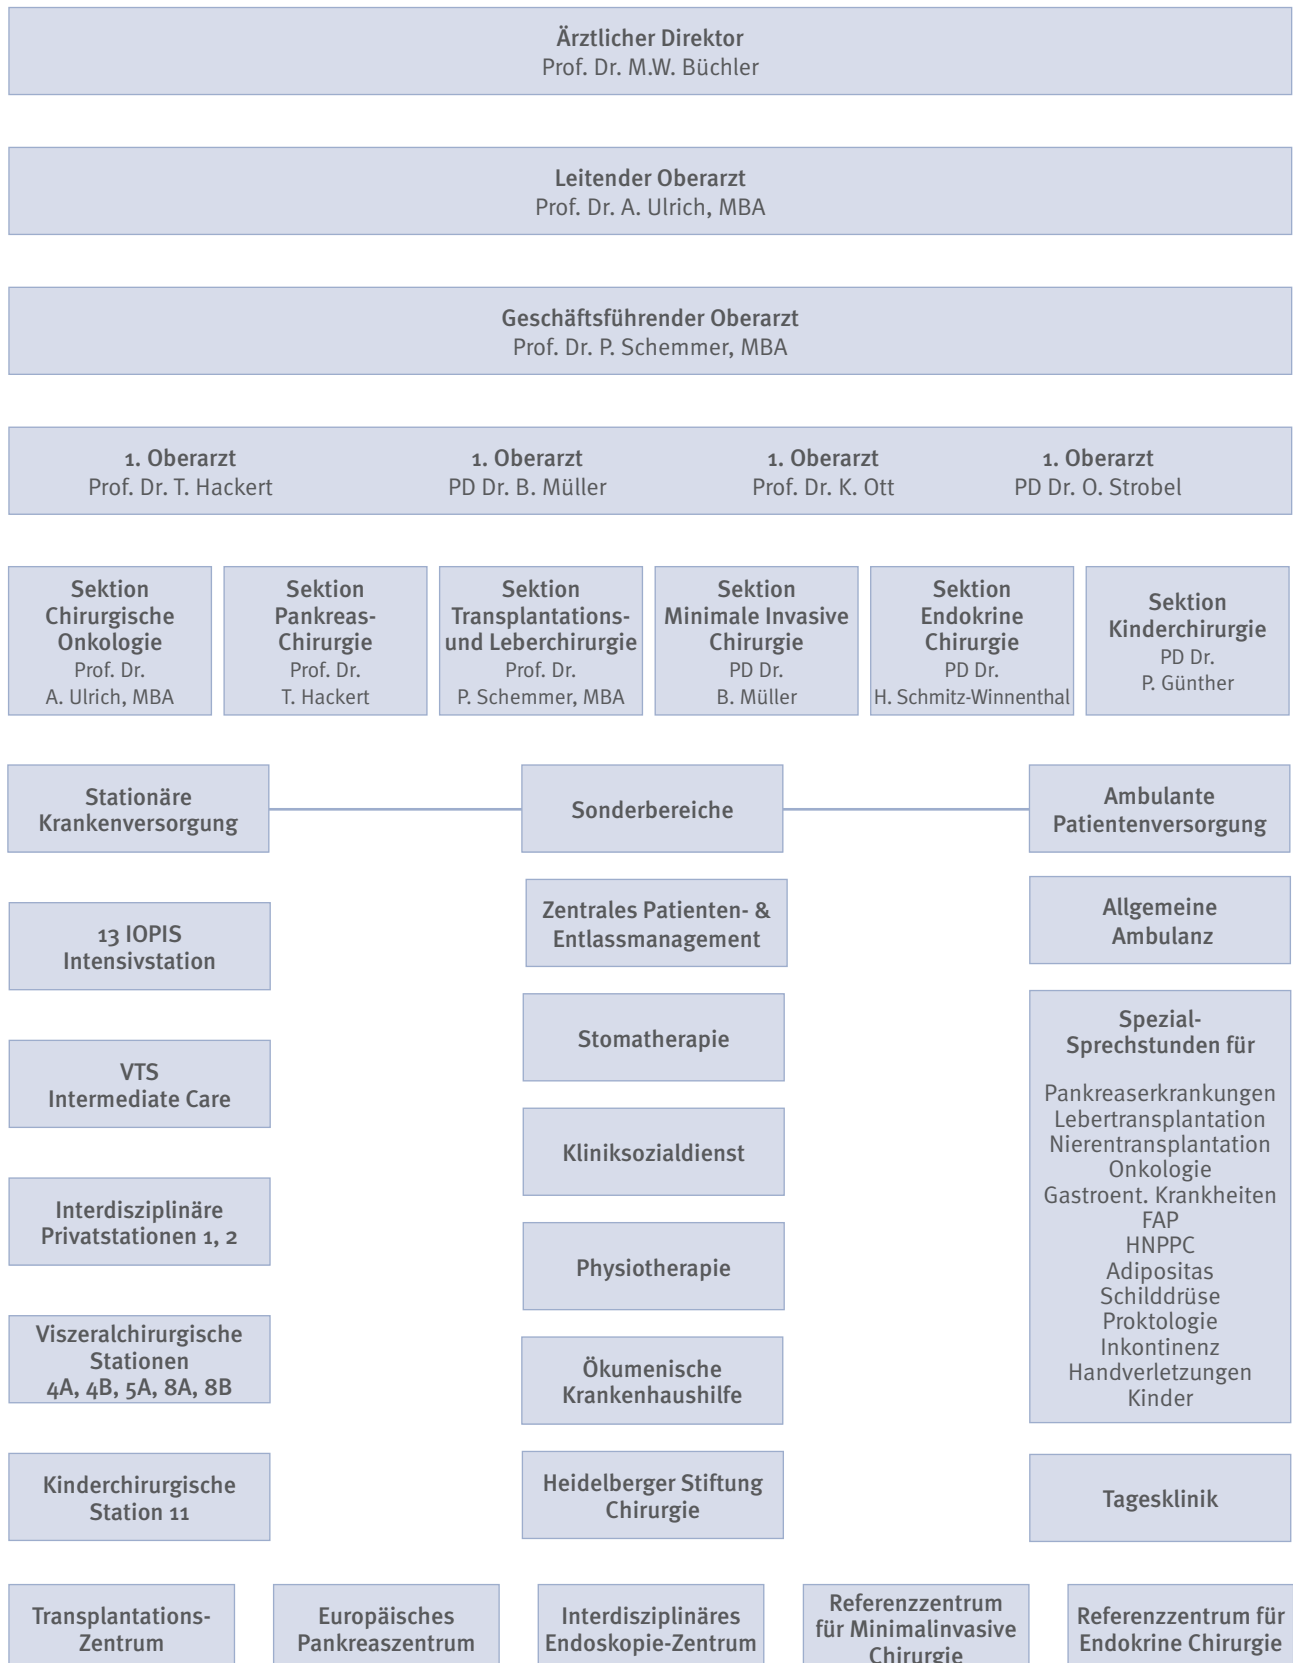 Ärztlicher Direktor
Prof. Dr. M.W. Büchler
Leitender Oberarzt
Prof. Dr. A. Ulrich, MBA
Geschäftsführender Oberarzt
Prof. Dr. P. Schemmer, MBA
1. Oberarzt
Prof. Dr. T. Hackert
1. Oberarzt
PD Dr. B. Müller
1. Oberarzt
Prof. Dr. K. Ott
1. Oberarzt
PD Dr. O. Strobel
Sektion
Chirurgische
Onkologie
Prof. Dr.
A. Ulrich, MBA
Sektion
Pankreas-
Chirurgie
Prof. Dr.
T. Hackert
Sektion
Transplantations-
und Leberchirurgie
Prof. Dr.
P. Schemmer, MBA
Sektion
Minimale Invasive
Chirurgie
PD Dr.
B. Müller
Sektion
Endokrine
Chirurgie
PD Dr.
H. Schmitz-Winnenthal
Sektion
Kinderchirurgie
PD Dr.
P. Günther
Stationäre
Krankenversorgung
Sonderbereiche
Ambulante
Patientenversorgung
13 IOPIS
Intensivstation
VTS
Intermediate Care
Interdisziplinäre
Privatstationen 1, 2
Viszeralchirurgische
Stationen
4A, 4B, 5A, 8A, 8B
Kinderchirurgische
Station 11
Zentrales Patienten- &
Entlassmanagement
Stomatherapie
Kliniksozialdienst
Physiotherapie
Ökumenische
Krankenhaushilfe
Heidelberger Stiftung
Chirurgie
Allgemeine
Ambulanz
Spezial-
Sprechstunden für
Pankreaserkrankungen
Lebertransplantation
Nierentransplantation
Onkologie
Gastroent. Krankheiten
FAP
HNPPC
Adipositas
Schilddrüse
Proktologie
Inkontinenz
Handverletzungen
Kinder
Tagesklinik
Transplantations-
Zentrum
Europäisches
Pankreaszentrum
Interdisziplinäres
Endoskopie-Zentrum
Referenzzentrum
für Minimalinvasive
Chirurgie
Referenzzentrum für
Endokrine Chirurgie